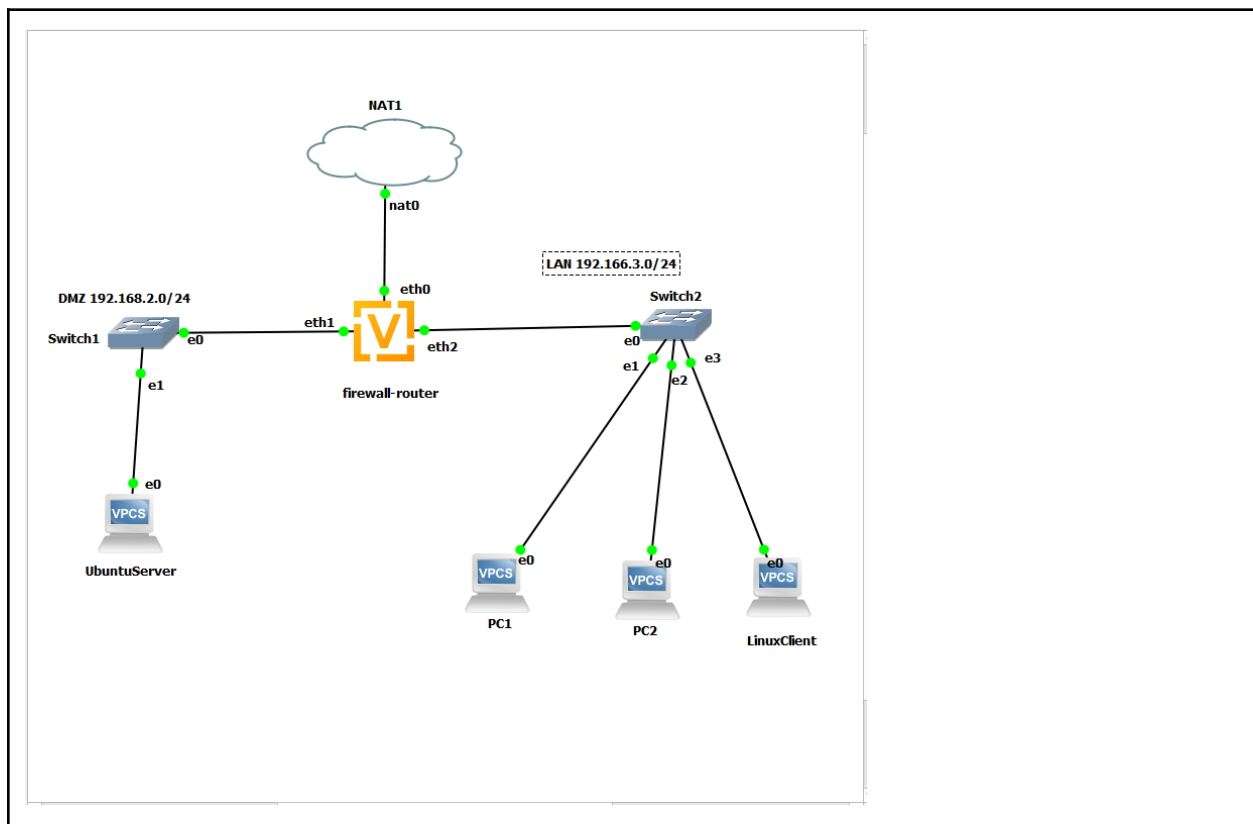 NAT1
nat0
LAN 192.166.3.0/24
eth0
DMZ 192.168.2.0/24
Switch2
eth1
Switch1
e0
eth2
e0
V
e1
e2
e3
e1
firewall-router
e0
VPCS
UbuntuServer
e0
e0
e0
VPCS
VPCS
VPCS
PC1
PC2
LinuxClient